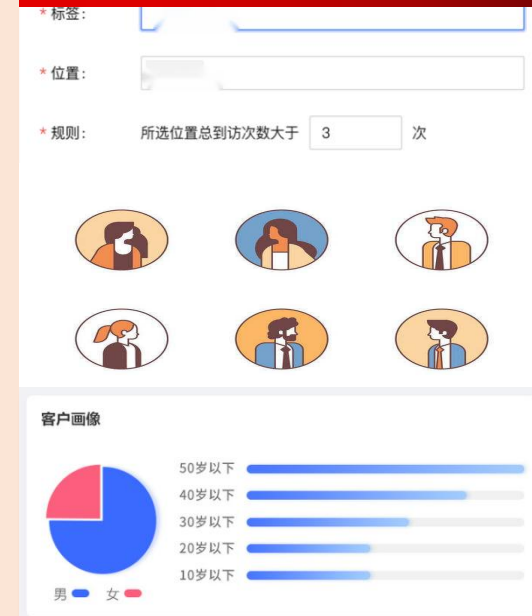 * 标签:
* 位置:
* 规则: 所选位置总到访次数大于 3 次
客户画像
50岁以下
40岁以下
30岁以下
20岁以下
10岁以下
男 女